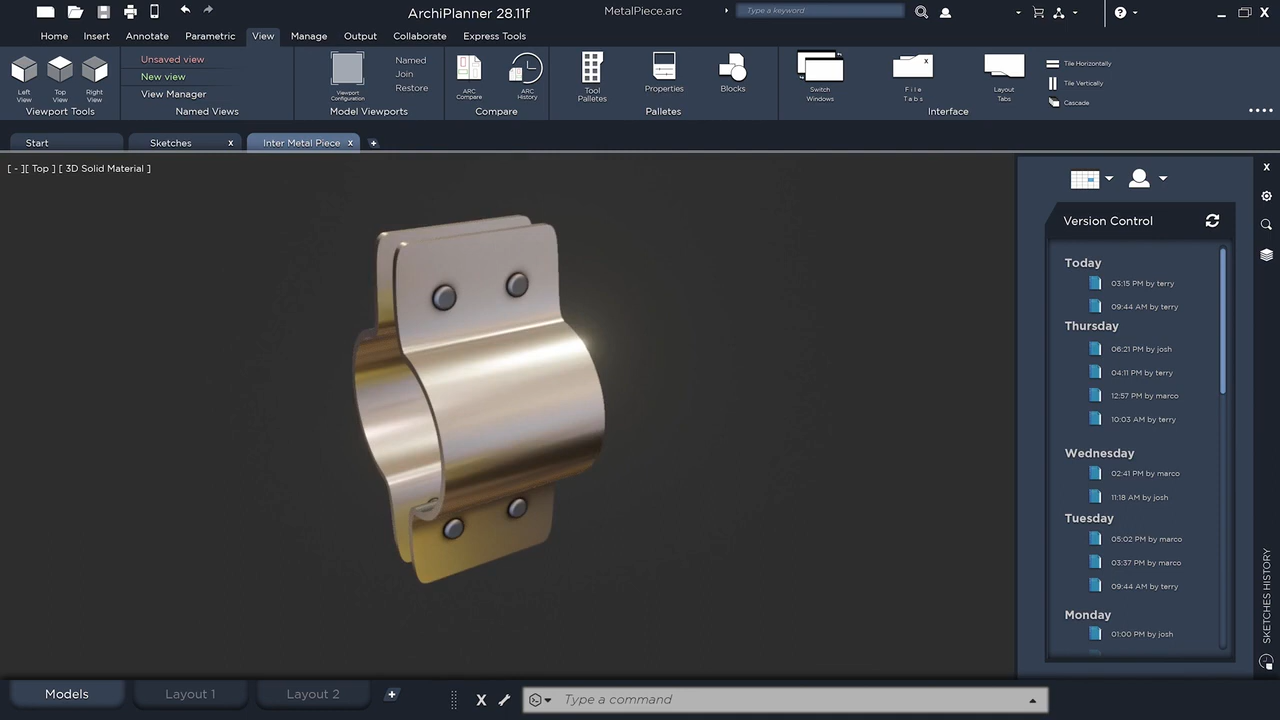 ArchiPlanner 28.11f
MetalPiece.arc
Type a keyword
?
Home Insert Annotate Parametric View Manage Output Collaborate Express Tools
Left View
Top View
Right View
Viewport Tools
Unsaved view
New view
View Manager
Named Views
Viewport Configuration
Named
Join
Restore
Model Viewports
ARC Compare
ARC History
Compare
Tool Palletes
Properties
Blocks
Palletes
Switch Windows
File Tabs
Layout Tabs
Tile Horizontally
Tile Vertically
Cascade
Interface
Start
Sketches x
Inter Metal Piece x
[ - ][ Top ] [ 3D Solid Material ]
Version Control
Today
03:15 PM by terry
09:44 AM by terry
Thursday
06:21 PM by josh
04:11 PM by terry
12:57 PM by marco
10:03 AM by terry
Wednesday
02:41 PM by marco
11:18 AM by josh
Tuesday
05:02 PM by marco
03:37 PM by marco
09:44 AM by terry
Monday
01:00 PM by josh
SKETCHES HISTORY
Models
Layout 1
Layout 2
X
Type a command